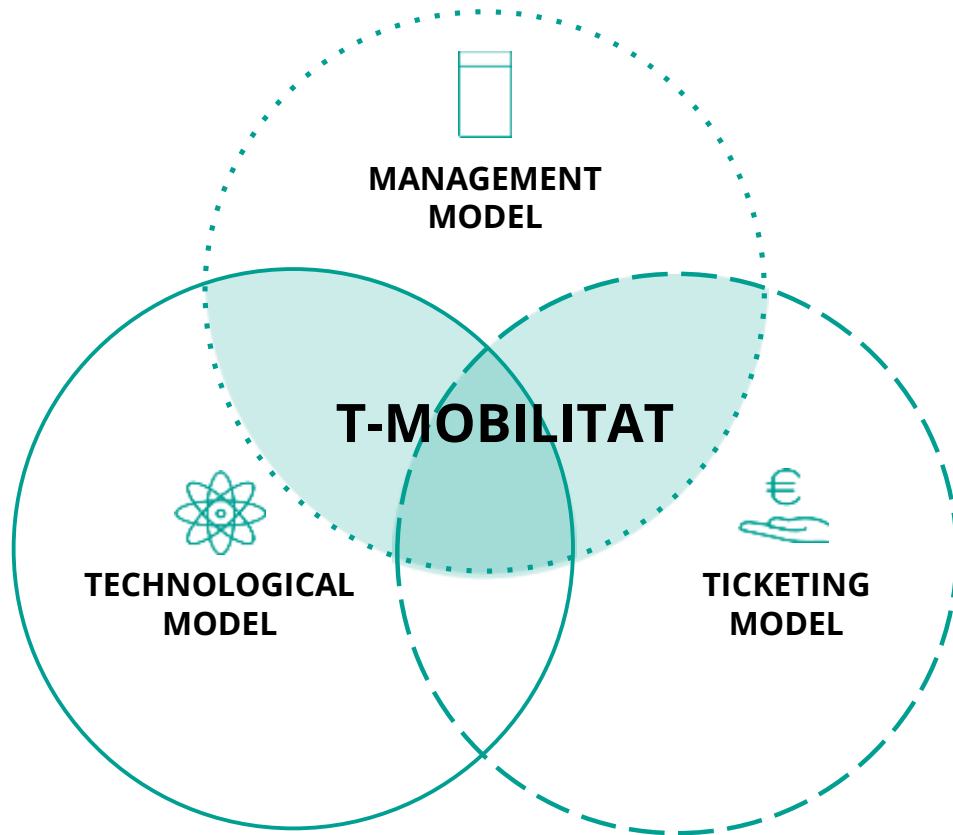 MANAGEMENT
MODEL
T-MOBILITAT
€
TECHNOLOGICAL
MODEL
TICKETING
MODEL